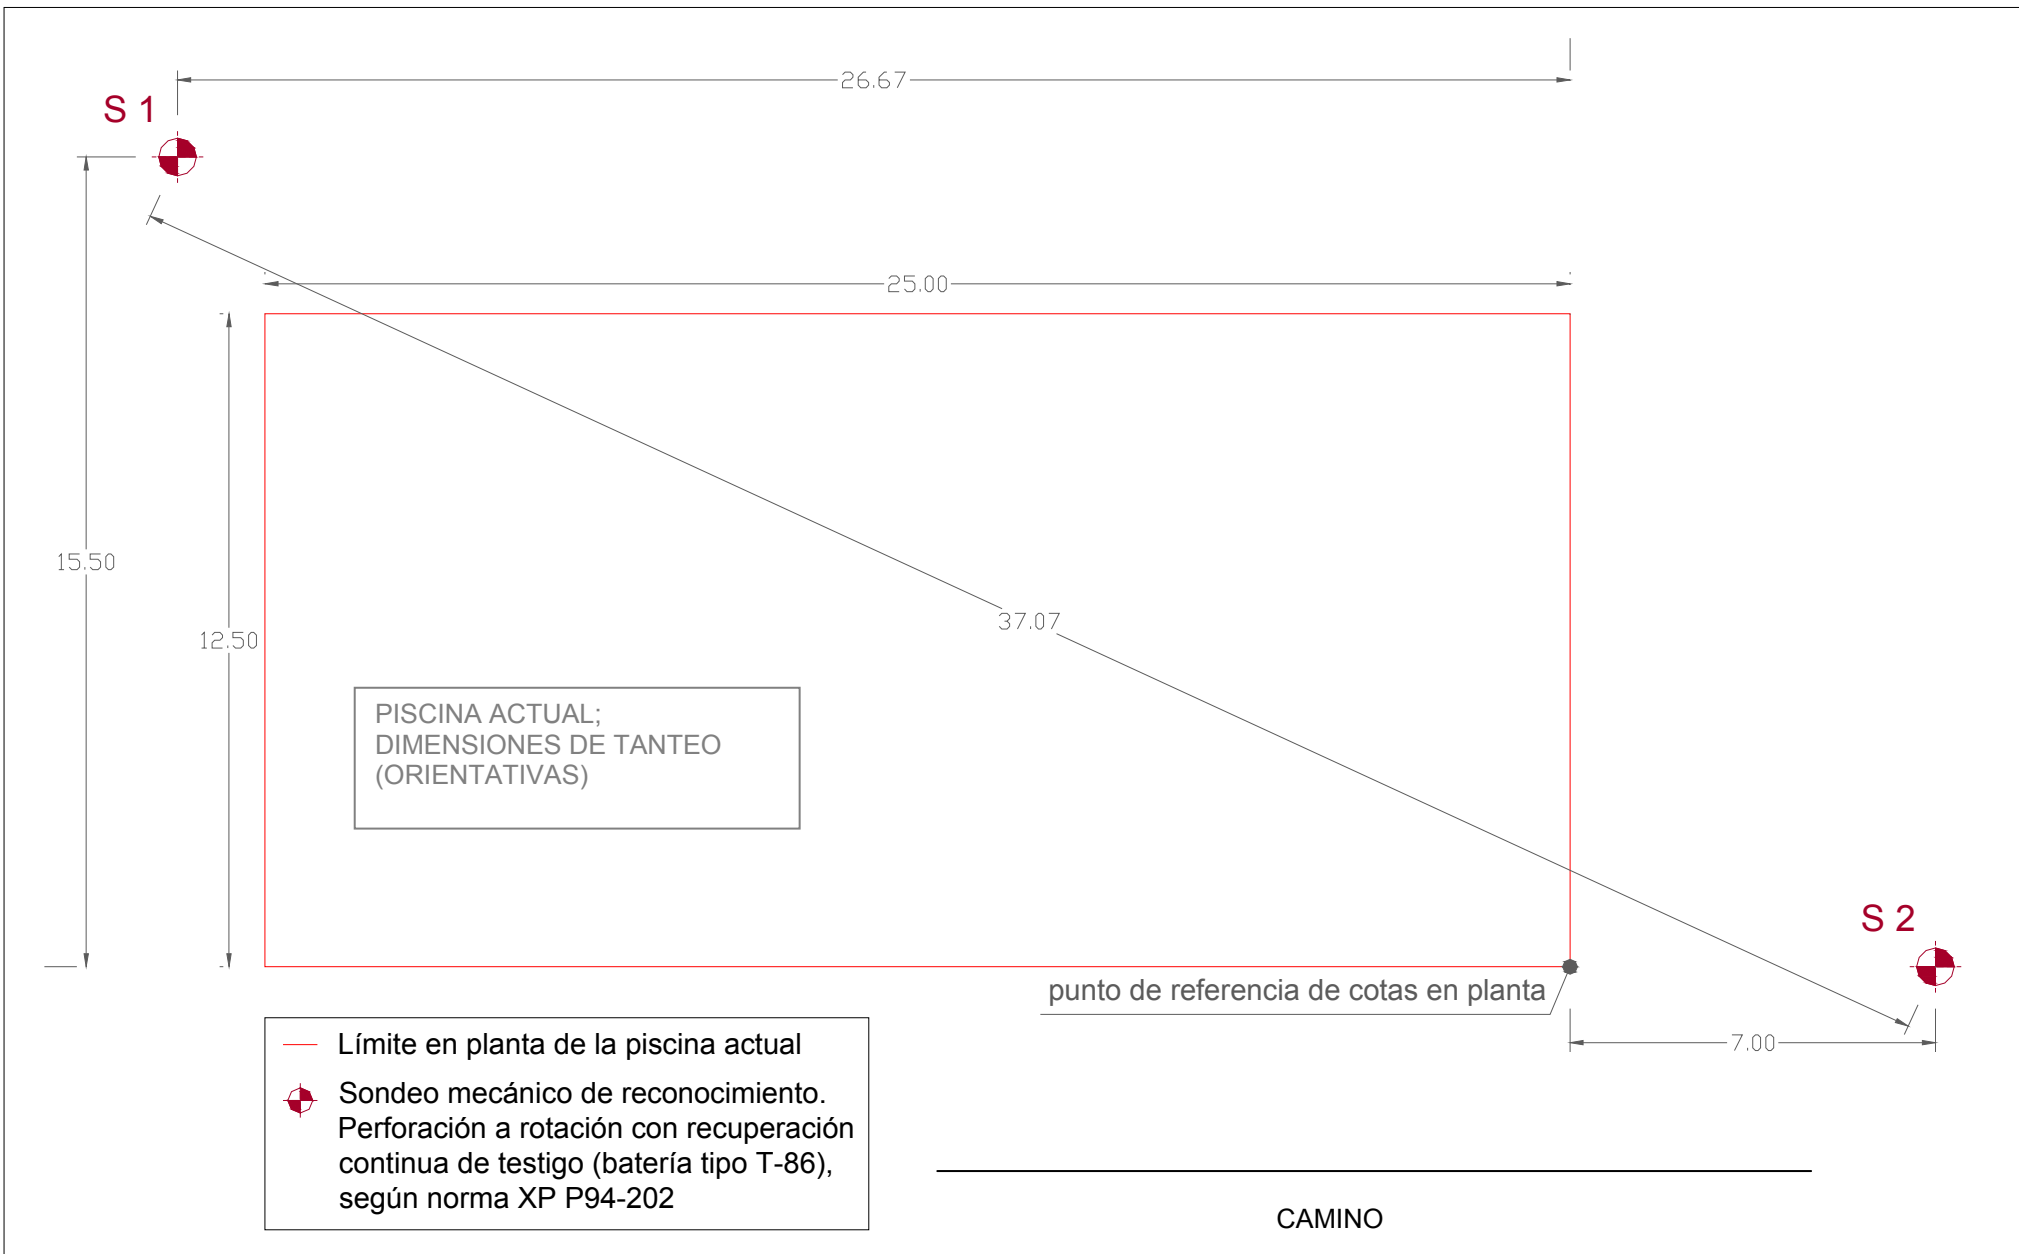 26.67
S 1
25.00
15.50
12.50
37.07
PISCINA ACTUAL;
DIMENSIONES DE TANTEO
(ORIENTATIVAS)
S 2
punto de referencia de cotas en planta
7.00
Límite en planta de la piscina actual
Sondeo mecánico de reconocimiento.
Perforación a rotación con recuperación
continua de testigo (batería tipo T-86),
según norma XP P94-202
CAMINO